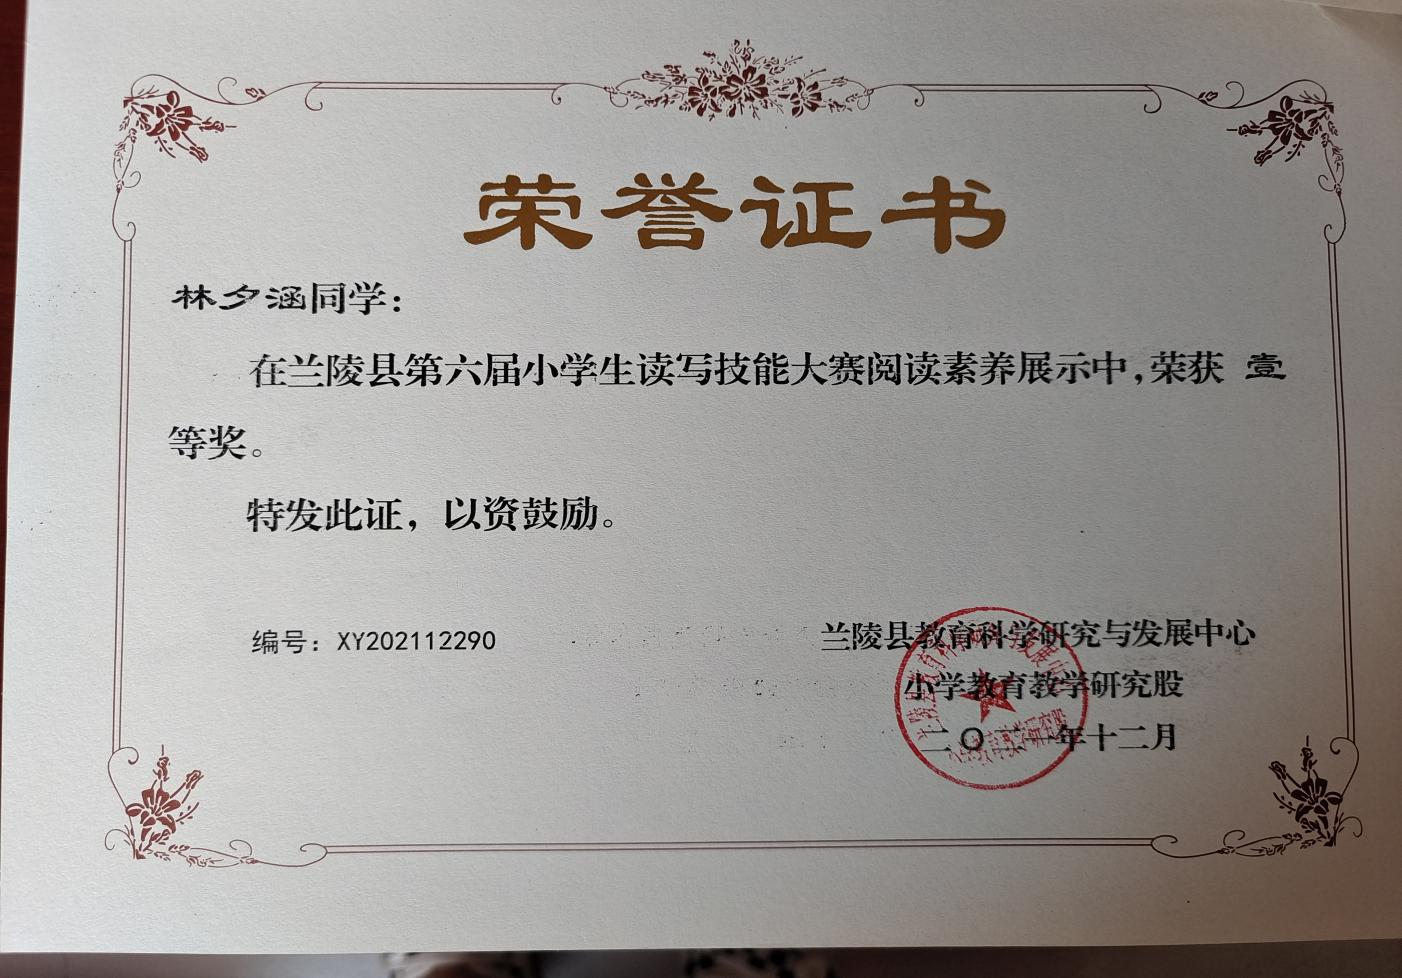 荣誉证书
林夕涵同学：
在兰陵县第六届小学生读写技能大赛阅读素养展示中，荣获 壹
等奖。
特发此证，以资鼓励。
编号：XY202112290
兰陵县教育科学研究与发展中心
小学教育教学研究股
二〇二一年十二月